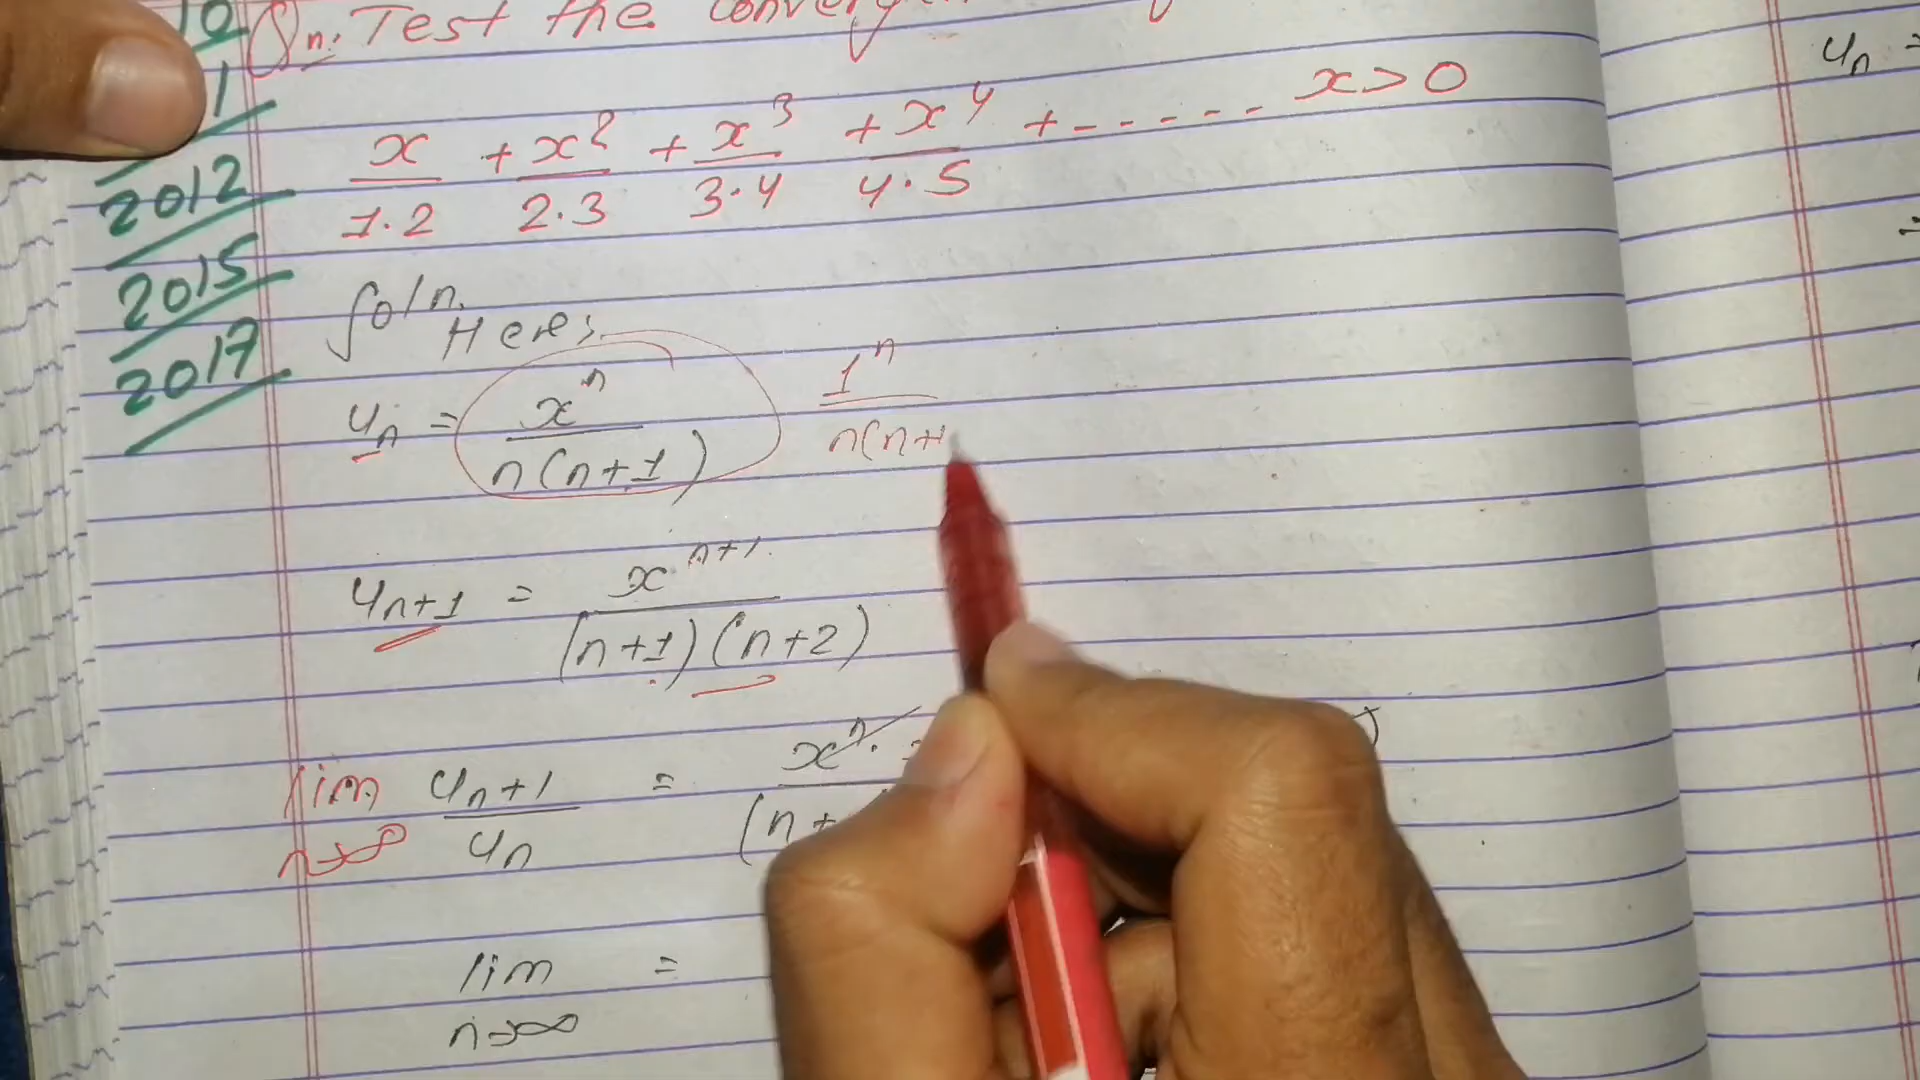 Qn. Test the
x/1.2 + x²/2.3 + x³/3.4 + x⁴/4.5 + ------ x>0
2012
2015
2017
Soln.
Here;
uₙ = xⁿ/n(n+1) 1ⁿ/n(n+1
uₙ₊₁ = xⁿ⁺¹/(n+1)(n+2)
lim n→∞ uₙ₊₁/uₙ = xⁿ. /(n+
lim n→∞ =
uₙ =